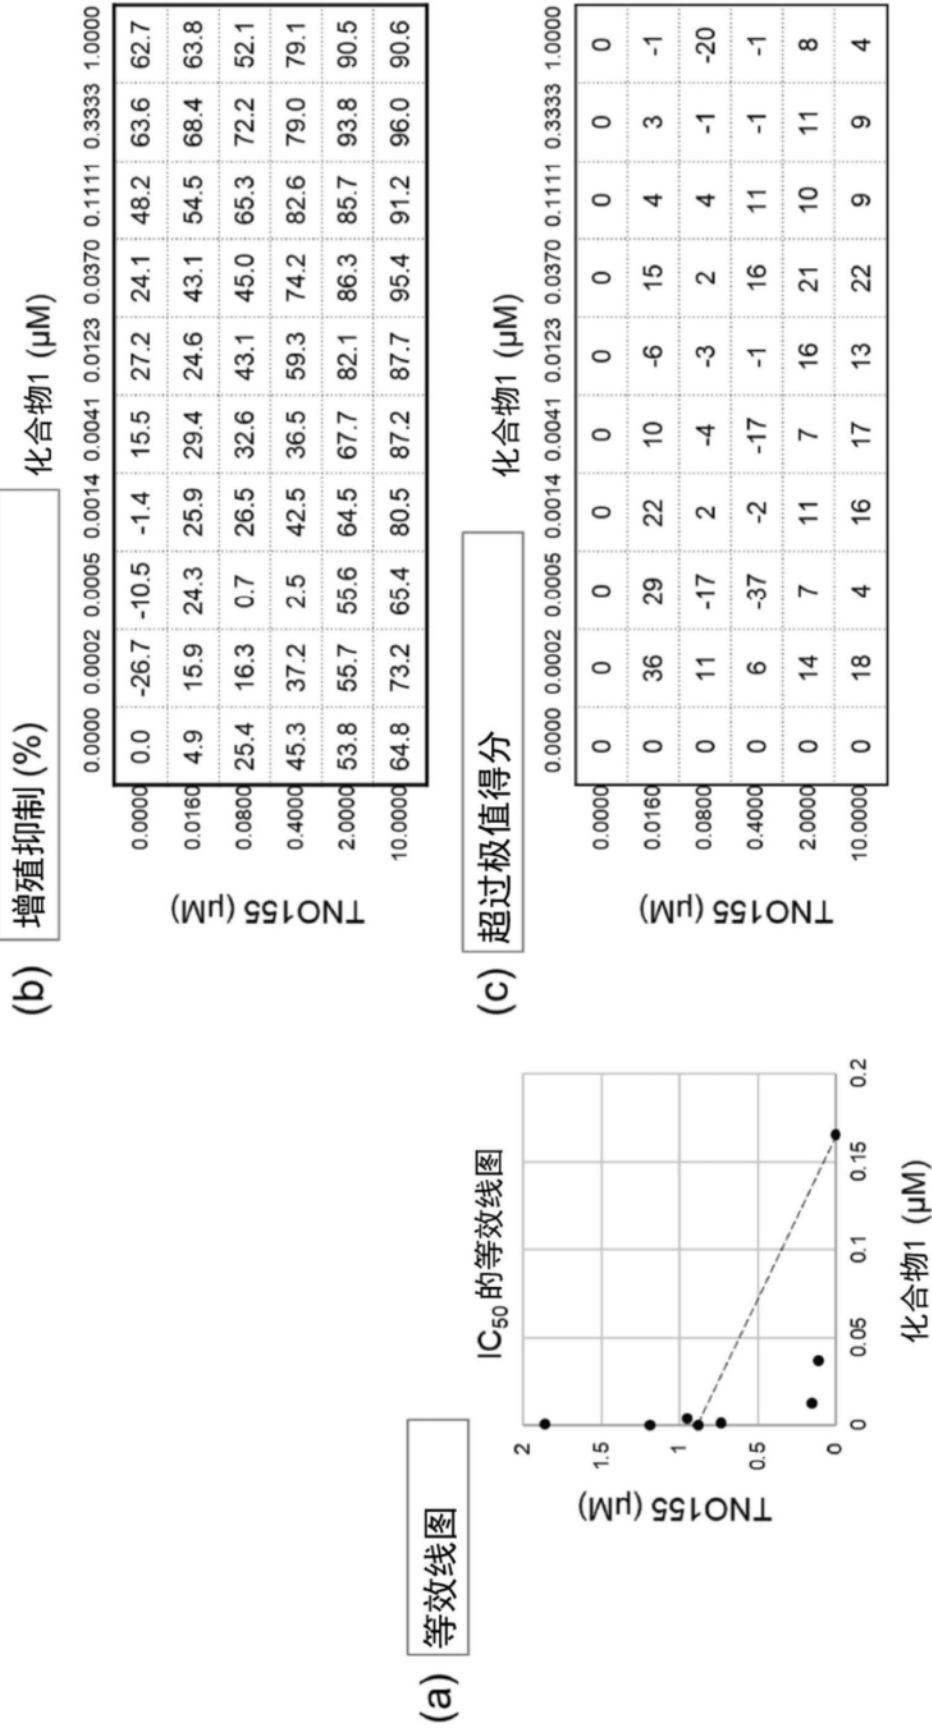 (a) 等效线图
IC50 的等效线图
TNO155 (μM)
2
1.5
1
0.5
0
0 0.05 0.1 0.15 0.2
化合物1 (μM)
(b) 增殖抑制 (%)
化合物1 (μM)
0.0000 0.0002 0.0005 0.0014 0.0041 0.0123 0.0370 0.1111 0.3333 1.0000
TNO155 (μM)
0.0000 0.0 -26.7 -10.5 -1.4 15.5 27.2 24.1 48.2 63.6 62.7
0.0160 4.9 15.9 24.3 25.9 29.4 24.6 43.1 54.5 68.4 63.8
0.0800 25.4 16.3 0.7 26.5 32.6 43.1 45.0 65.3 72.2 52.1
0.4000 45.3 37.2 2.5 42.5 36.5 59.3 74.2 82.6 79.0 79.1
2.0000 53.8 55.7 55.6 64.5 67.7 82.1 86.3 85.7 93.8 90.5
10.0000 64.8 73.2 65.4 80.5 87.2 87.7 95.4 91.2 96.0 90.6
(c) 超过极值得分
化合物1 (μM)
0.0000 0.0002 0.0005 0.0014 0.0041 0.0123 0.0370 0.1111 0.3333 1.0000
TNO155 (μM)
0.0000 0 0 0 0 0 0 0 0 0 0
0.0160 0 36 29 22 10 -6 15 4 3 -1
0.0800 0 11 -17 2 -4 -3 2 4 -1 -20
0.4000 0 6 -37 -2 -17 -1 16 11 -1 -1
2.0000 0 14 7 11 7 16 21 10 11 8
10.0000 0 18 4 16 17 13 22 9 9 4